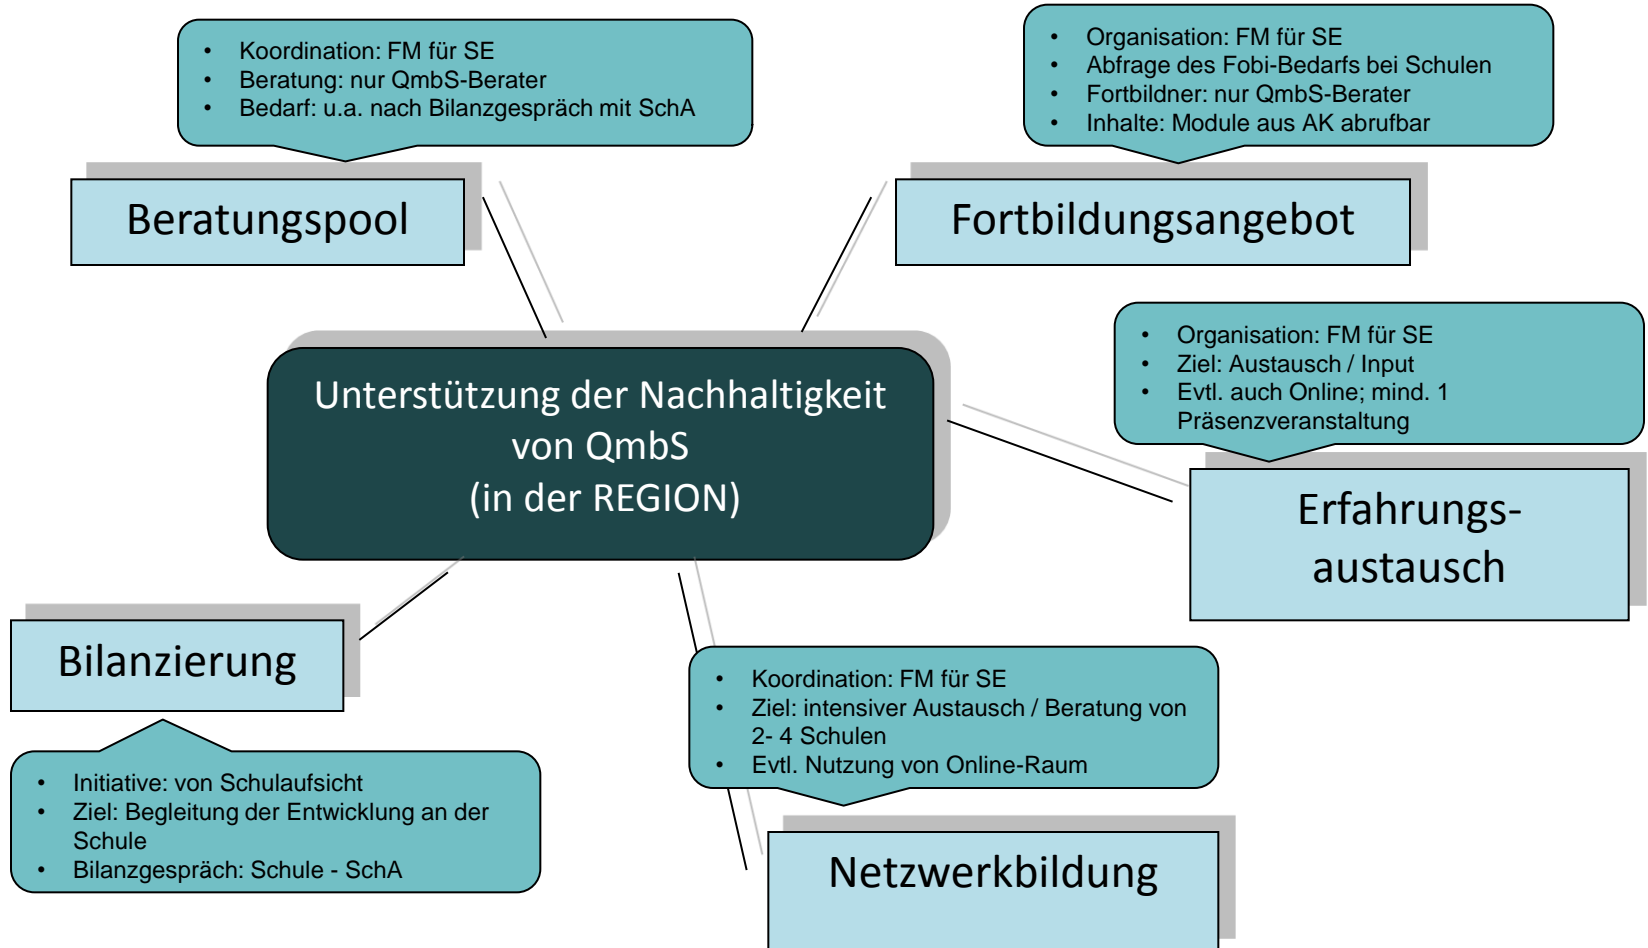 • Koordination: FM für SE
• Beratung: nur QmbS-Berater
• Bedarf: u.a. nach Bilanzgespräch mit SchA
Beratungspool
• Organisation: FM für SE
• Abfrage des Fobi-Bedarfs bei Schulen
• Fortbildner: nur QmbS-Berater
• Inhalte: Module aus AK abrufbar
Fortbildungsangebot
Unterstützung der Nachhaltigkeit
von QmbS
(in der REGION)
• Organisation: FM für SE
• Ziel: Austausch / Input
• Evtl. auch Online; mind. 1
Präsenzveranstaltung
Erfahrungs-
austausch
Bilanzierung
• Initiative: von Schulaufsicht
• Ziel: Begleitung der Entwicklung an der
Schule
• Bilanzgespräch: Schule - SchA
• Koordination: FM für SE
• Ziel: intensiver Austausch / Beratung von
2- 4 Schulen
• Evtl. Nutzung von Online-Raum
Netzwerkbildung